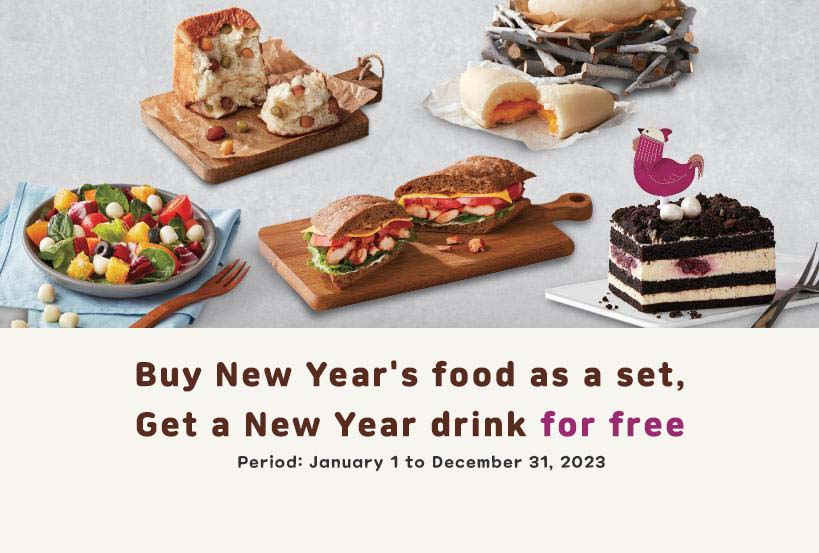 Buy New Year's food as a set,
Get a New Year drink for free
Period: January 1 to December 31, 2023